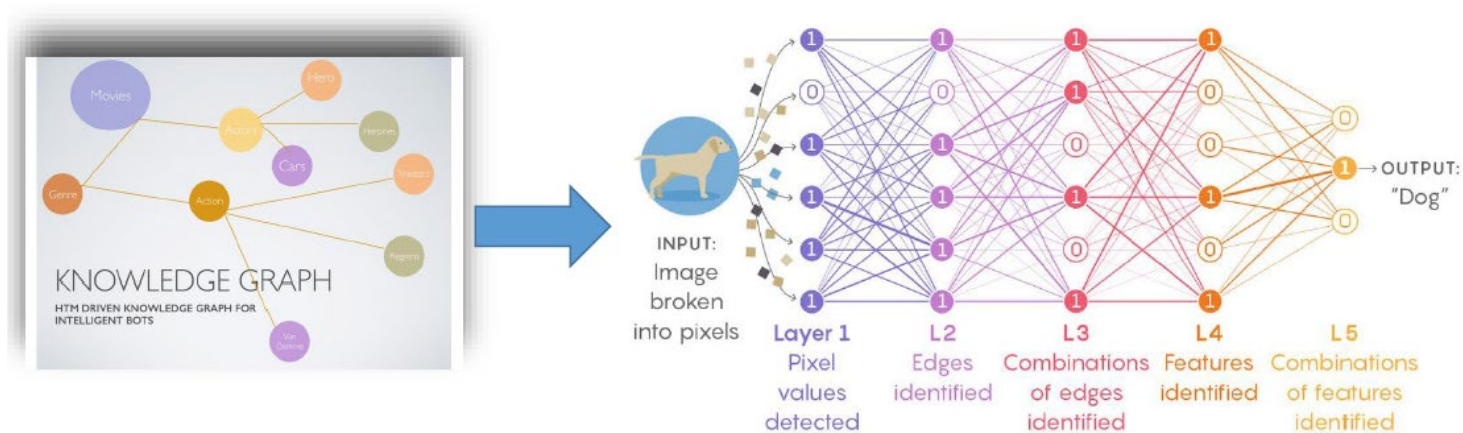 Movies
Hero
Actors
Heroines
Cars
Genre
Action
KNOWLEDGE GRAPH
HTM DRIVEN KNOWLEDGE GRAPH FOR
INTELLIGENT BOTS
Van
INPUT:
Image
broken
into pixels
1
0
1
1
1
1
Layer 1
Pixel
values
detected
1
0
1
1
1
1
L2
Edges
identified
1
1
0
1
0
1
L3
Combinations
of edges
identified
1
0
0
1
0
1
L4
Features
identified
0
1
0
L5
Combinations
of features
identified
OUTPUT:
"Dog"